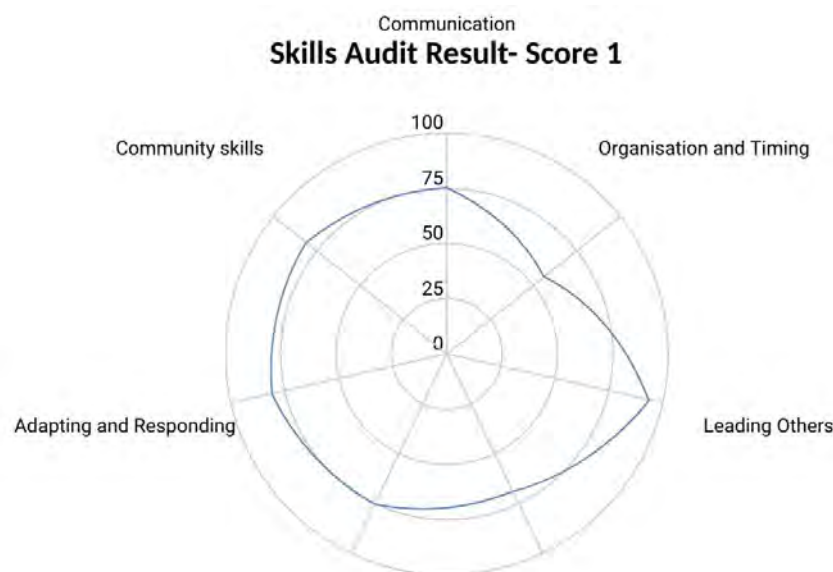 Communication
Skills Audit Result- Score 1
100
Community skills
Organisation and Timing
75
50
25
0
Adapting and Responding
Leading Others